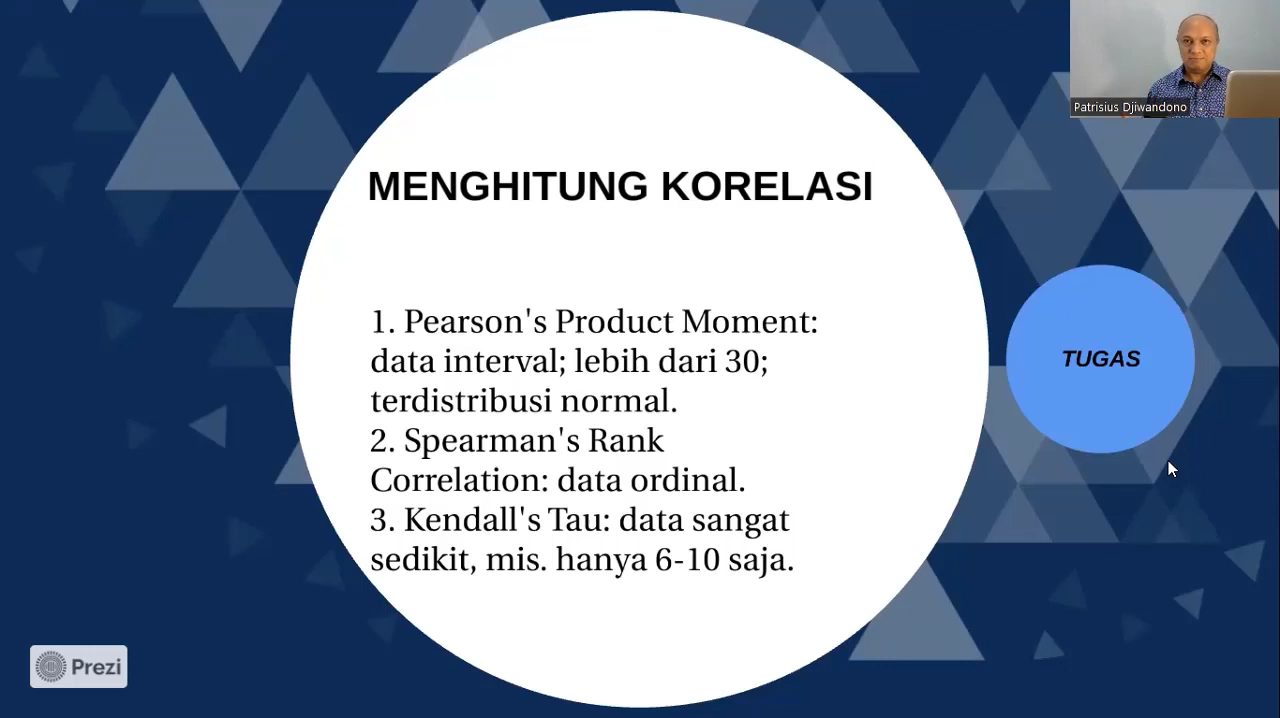 Patrisius Djiwandono
MENGHITUNG KORELASI
1. Pearson's Product Moment:
data interval; lebih dari 30;
terdistribusi normal.
2. Spearman's Rank
Correlation: data ordinal.
3. Kendall's Tau: data sangat
sedikit, mis. hanya 6-10 saja.
TUGAS
Prezi